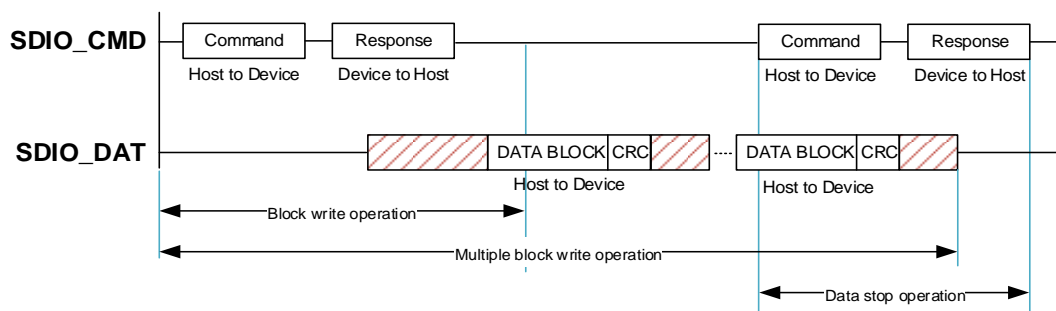 SDIO_CMD Command Response Command Response
Host to Device Device to Host Host to Device Device to Host
SDIO_DAT DATA BLOCK CRC DATA BLOCK CRC
Host to Device Host to Device
Block write operation
Multiple block write operation
Data stop operation